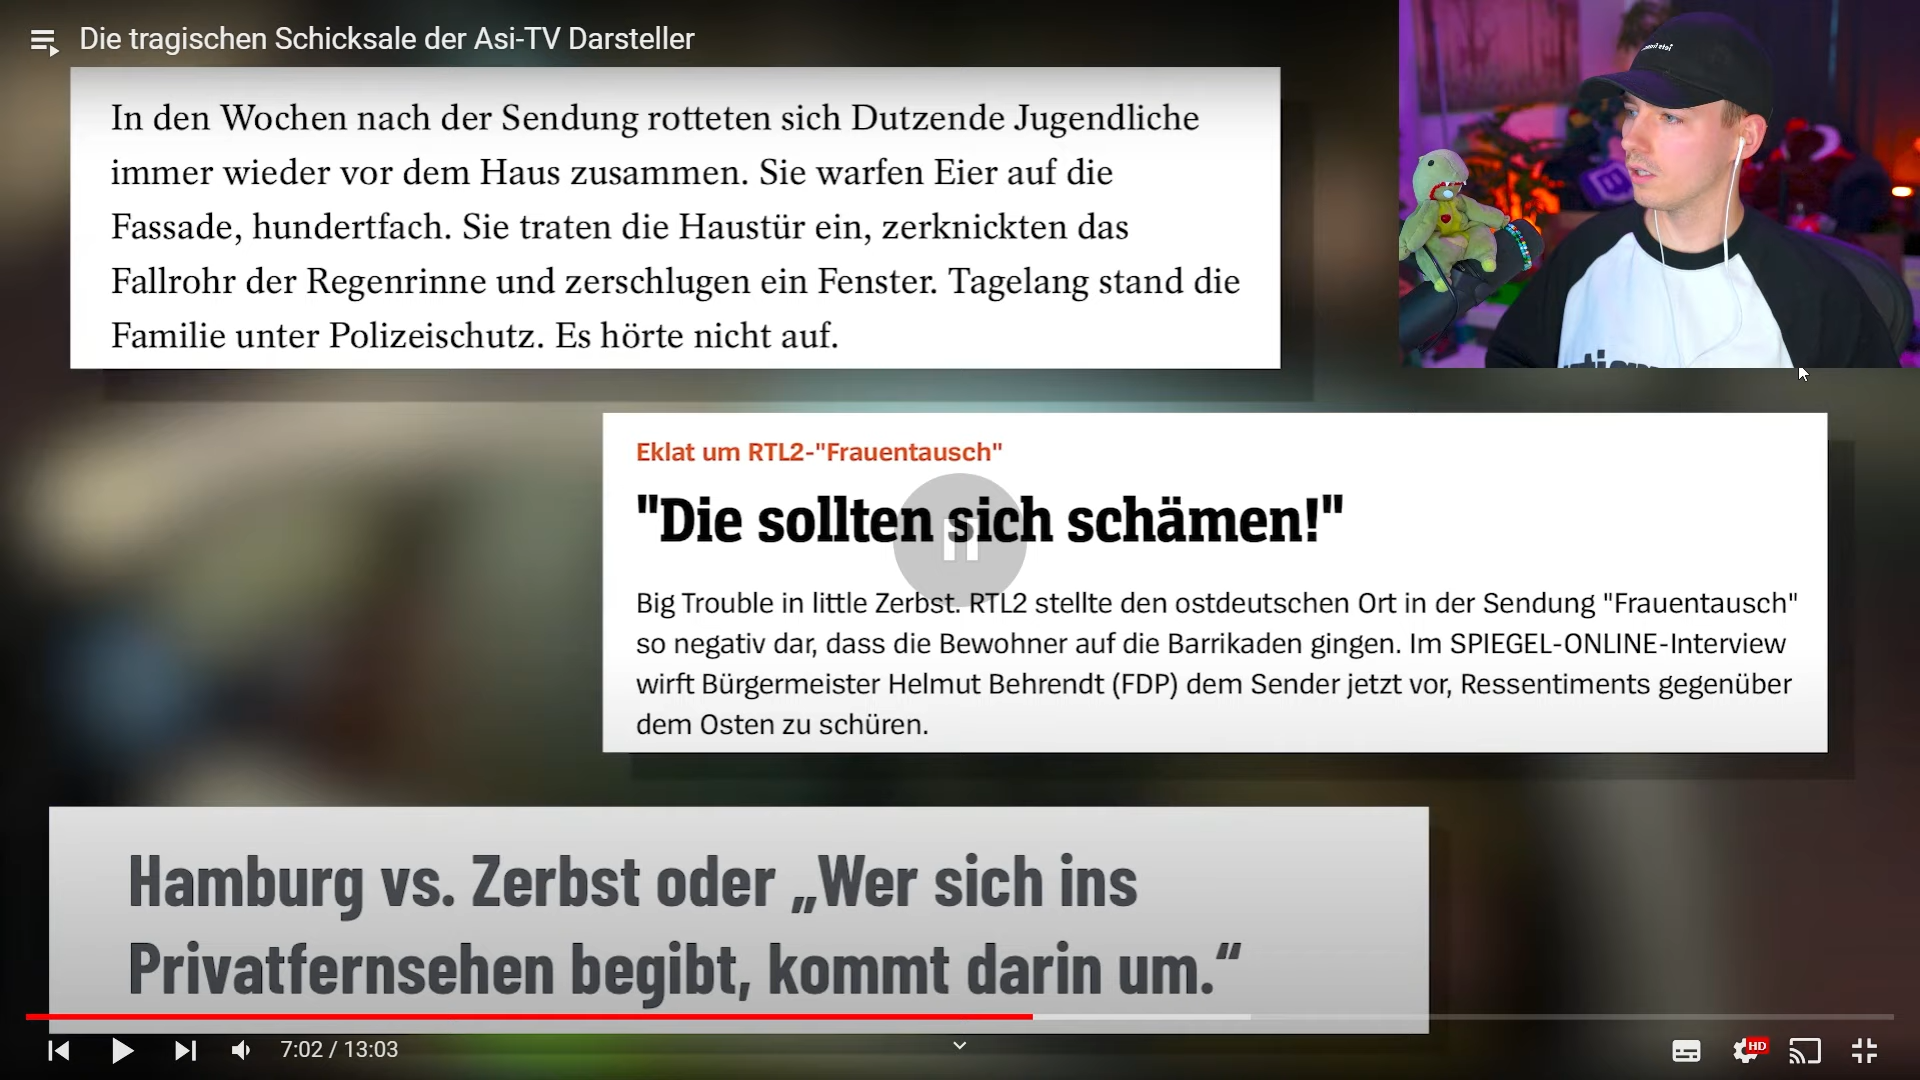 Die tragischen Schicksale der Asi-TV Darsteller
In den Wochen nach der Sendung rotteten sich Dutzende Jugendliche
immer wieder vor dem Haus zusammen. Sie warfen Eier auf die
Fassade, hundertfach. Sie traten die Haustür ein, zerknickten das
Fallrohr der Regenrinne und zerschlugen ein Fenster. Tagelang stand die
Familie unter Polizeischutz. Es hörte nicht auf.
Eklat um RTL2-"Frauentausch"
"Die sollten sich schämen!"
Big Trouble in little Zerbst. RTL2 stellte den ostdeutschen Ort in der Sendung "Frauentausch"
so negativ dar, dass die Bewohner auf die Barrikaden gingen. Im SPIEGEL-ONLINE-Interview
wirft Bürgermeister Helmut Behrendt (FDP) dem Sender jetzt vor, Ressentiments gegenüber
dem Osten zu schüren.
Hamburg vs. Zerbst oder „Wer sich ins
Privatfernsehen begibt, kommt darin um.“
7:02 / 13:03
HD